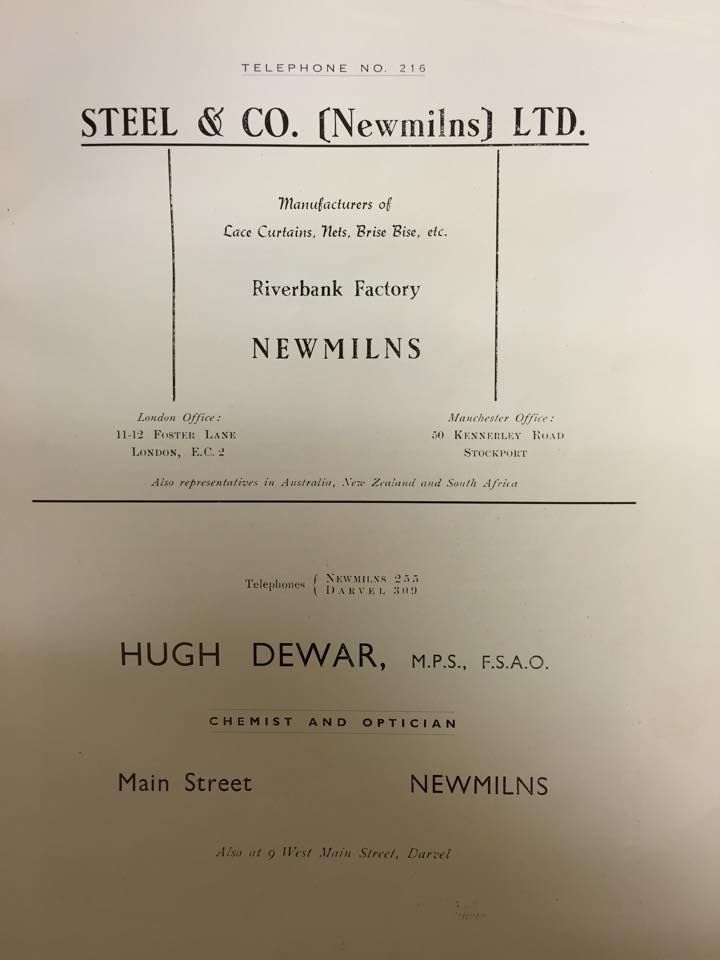 TELEPHONE NO. 216
STEEL & CO. [Newmilns] LTD.
Manufacturers of
Lace Curtains, Nets, Brise Bise, etc.
Riverbank Factory
NEWMILNS
London Office:
11-12 FOSTER LANE
LONDON, E.C. 2
Manchester Office:
50 KENNERLEY ROAD
STOCKPORT
Also representatives in Australia, New Zealand and South Africa
Telephones { NEWMILNS 255
DARVEL 309
HUGH DEWAR, M.P.S., F.S.A.O.
CHEMIST AND OPTICIAN
Main Street NEWMILNS
Also at 9 West Main Street, Darvel